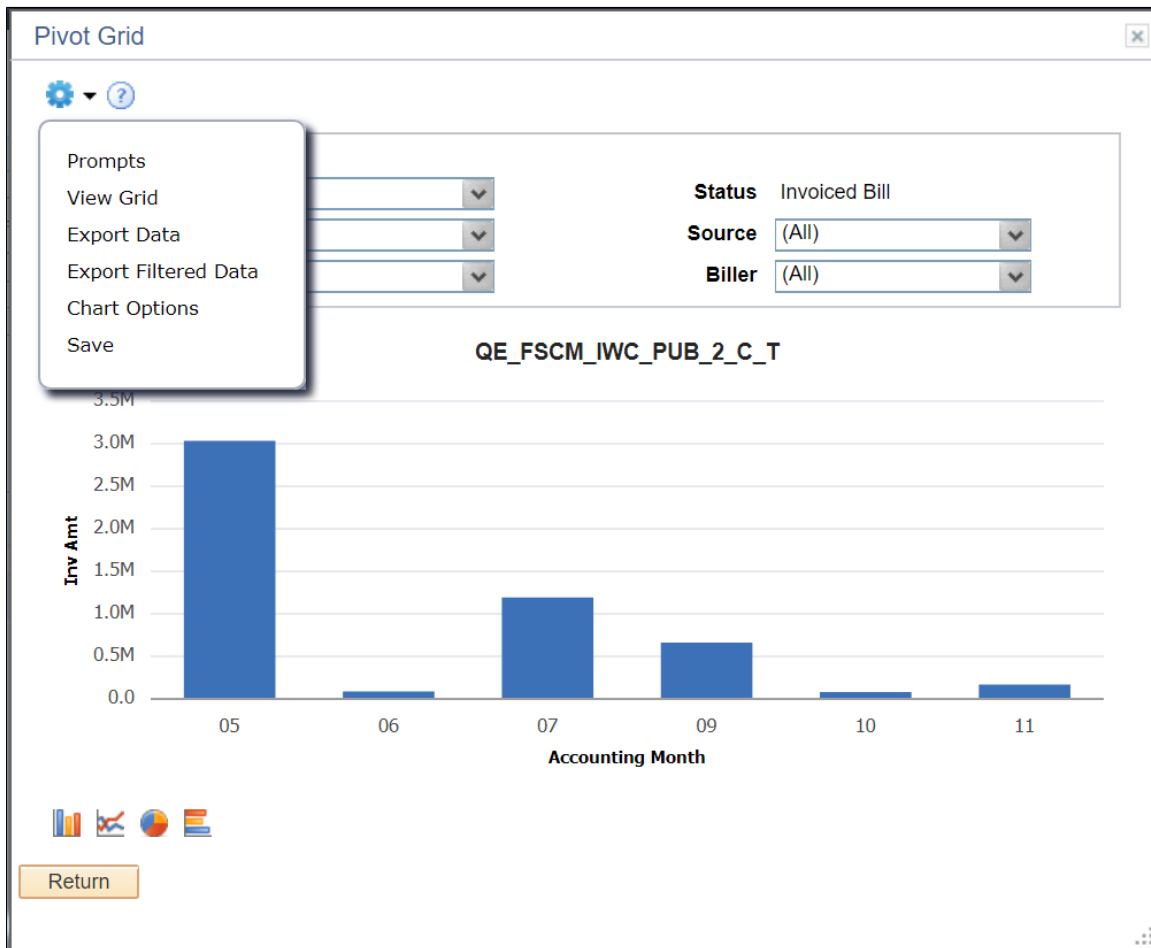 Pivot Grid
?
Prompts
View Grid
Export Data
Export Filtered Data
Chart Options
Save
Status Invoiced Bill
Source (All)
Biller (All)
QE_FSCM_IWC_PUB_2_C_T
3.5M
3.0M
2.5M
2.0M
1.5M
1.0M
0.5M
0.0
Inv Amt
05 06 07 09 10 11
Accounting Month
Return